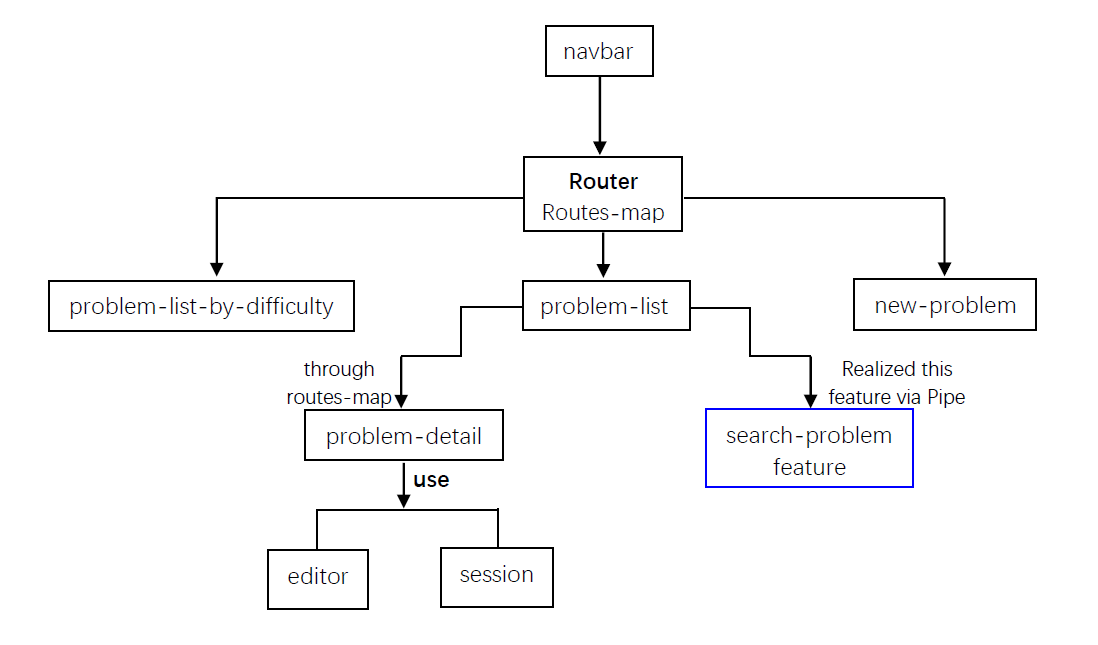 navbar
Router
Routes-map
problem-list-by-difficulty
problem-list
new-problem
through
routes-map
Realized this
feature via Pipe
problem-detail
search-problem
feature
use
editor
session